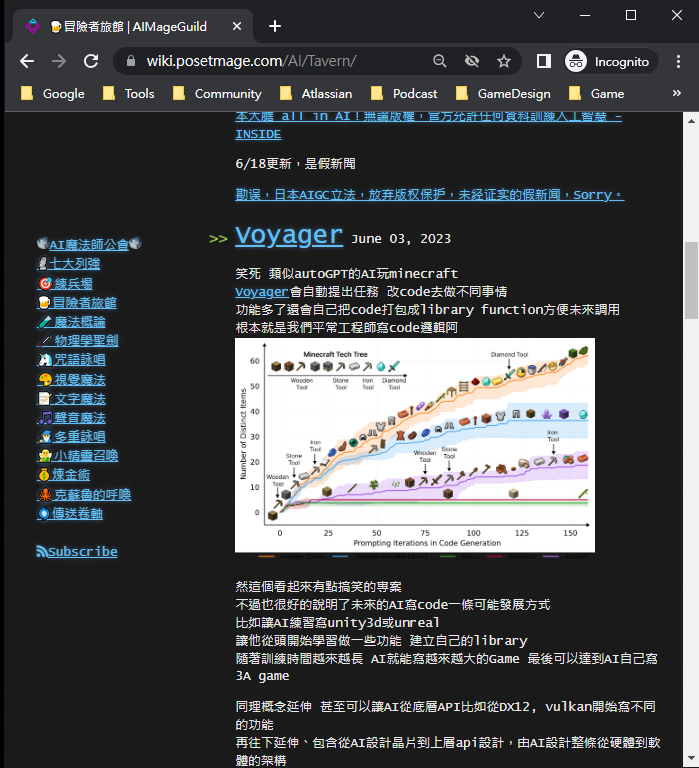 🍺冒險者旅館 | AIMageGuild
wiki.posetmage.com/AI/Tavern/
Incognito
Google
Tools
Community
Atlassian
Podcast
GameDesign
Game
»
本大體 all in AI！無論版權，官方允許任何資料訓練人工智慧 -
INSIDE
6/18更新，是假新聞
勘误，日本AIGC立法，放弃版权保护，未经证实的假新闻，Sorry。
>> Voyager June 03, 2023
笑死 類似autoGPT的AI玩minecraft
Voyager會自動提出任務 改code去做不同事情
功能多了還會自己把code打包成library function方便未來調用
根本就是我們平常工程師寫code邏輯阿
AI魔法師公會
七大列強
練兵場
冒險者旅館
魔法概論
物理學聖劍
咒語詠唱
視覺魔法
文字魔法
聲音魔法
多重詠唱
小精靈召喚
煉金術
克蘇魯的呼喚
傳送卷軸
Subscribe
Minecraft Tech Tree
Wooden Tool
Stone Tool
Iron Tool
Diamond Tool
Diamond Tool
Iron Tool
Stone Tool
Wooden Tool
Wooden Tool
Stone Tool
Iron Tool
Number of Distinct Items
60
50
40
30
20
10
0
0 25 50 75 100 125 150
Prompting Iterations in Code Generation
然這個看起來有點搞笑的專案
不過也很好的說明了未來的AI寫code一條可能發展方式
比如讓AI練習寫unity3d或unreal
讓他從頭開始學習做一些功能 建立自己的library
隨著訓練時間越來越長 AI就能寫越來越大的Game 最後可以達到AI自己寫
3A game
同理概念延伸 甚至可以讓AI從底層API比如從DX12, vulkan開始寫不同
的功能
再往下延伸、包含從AI設計晶片到上層api設計，由AI設計整條從硬體到軟
體的架構